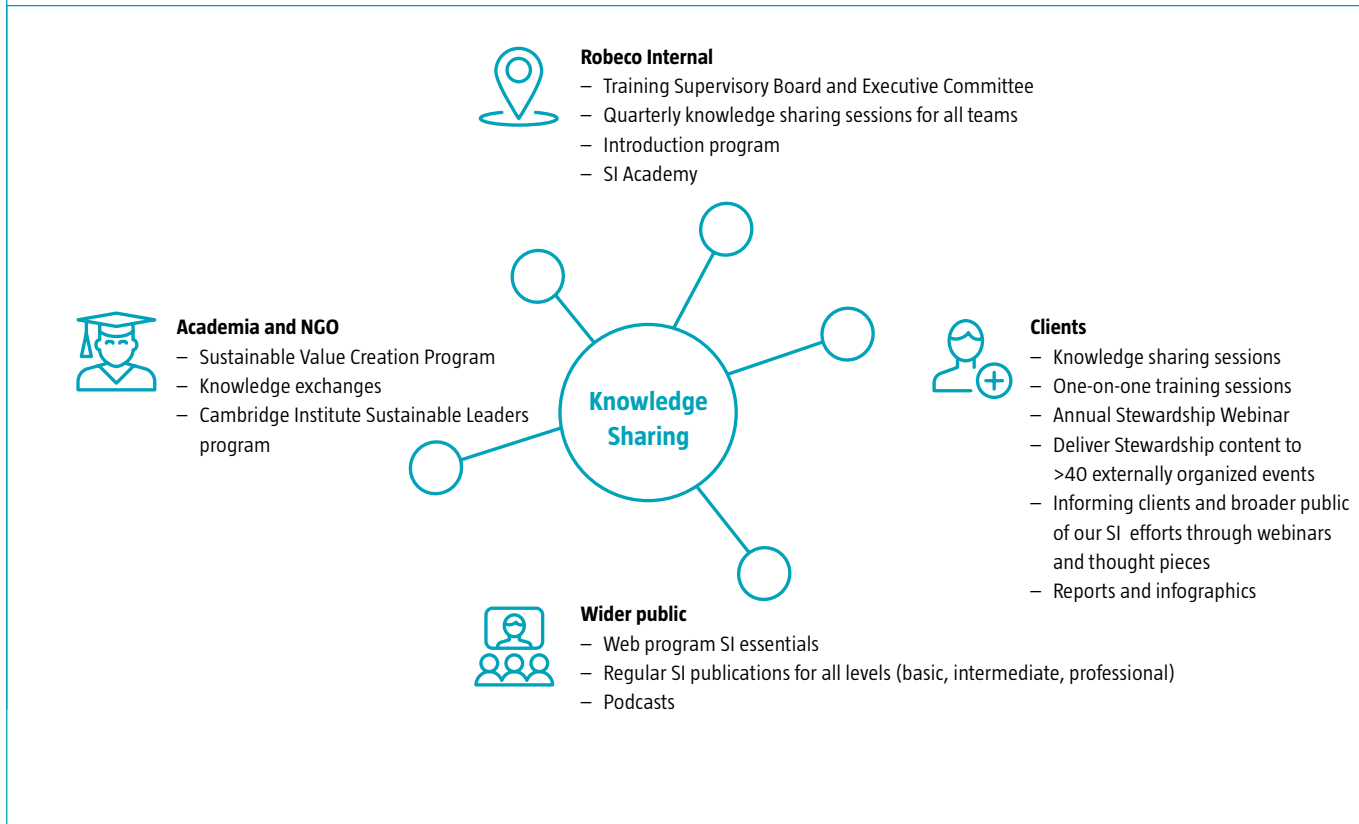 Robeco Internal
– Training Supervisory Board and Executive Committee
– Quarterly knowledge sharing sessions for all teams
– Introduction program
– SI Academy
Academia and NGO
– Sustainable Value Creation Program
– Knowledge exchanges
– Cambridge Institute Sustainable Leaders
program
Knowledge
Sharing
Clients
– Knowledge sharing sessions
– One-on-one training sessions
– Annual Stewardship Webinar
– Deliver Stewardship content to
>40 externally organized events
– Informing clients and broader public
of our SI efforts through webinars
and thought pieces
– Reports and infographics
Wider public
– Web program SI essentials
– Regular SI publications for all levels (basic, intermediate, professional)
– Podcasts